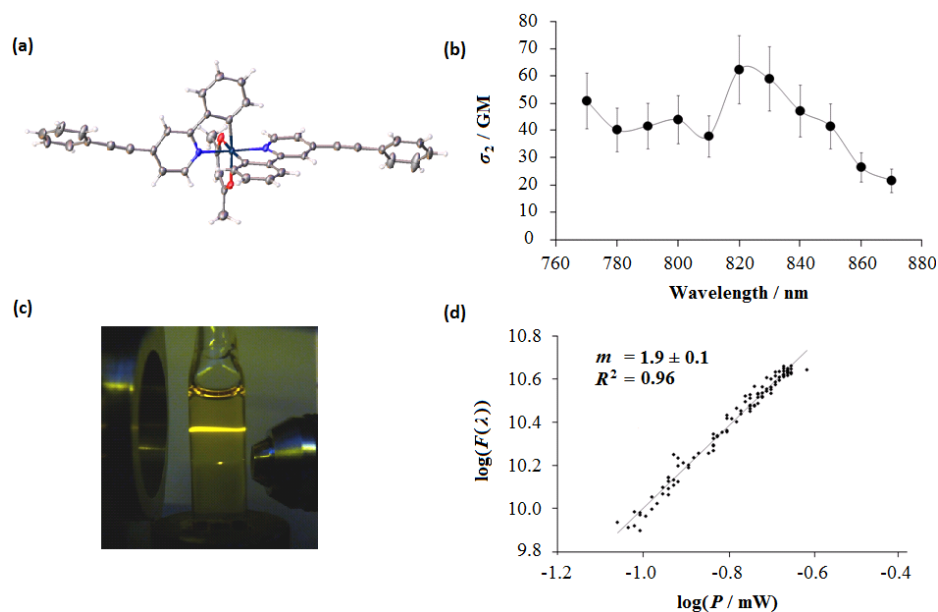 (a)
(b)
80
70
60
50
40
30
20
10
0
σ₂ / GM
760 780 800 820 840 860 880
Wavelength / nm
(c)
(d)
10.8
10.6
10.4
10.2
10.0
9.8
log(F(λ))
m = 1.9 ± 0.1
R² = 0.96
-1.2 -1.0 -0.8 -0.6 -0.4
log(P / mW)